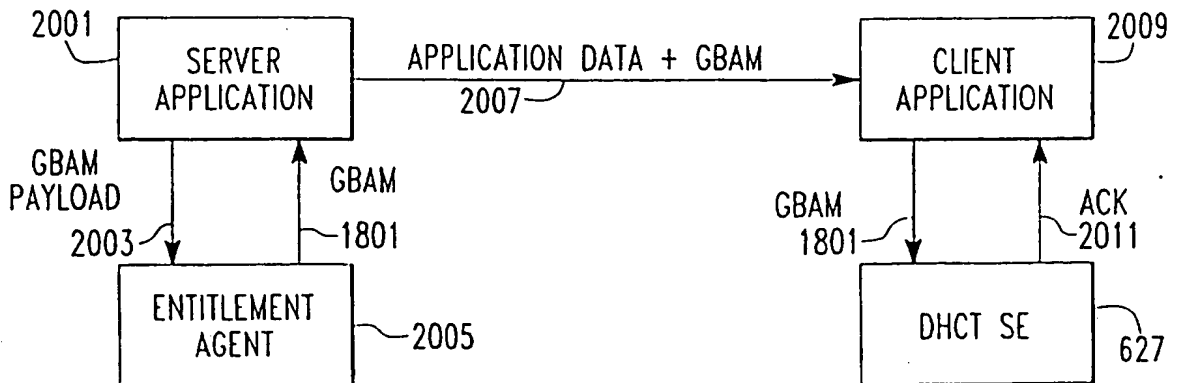 2001
SERVER
APPLICATION
APPLICATION DATA + GBAM
2007
CLIENT
APPLICATION
2009
GBAM
PAYLOAD
2003
GBAM
1801
GBAM
1801
ACK
2011
ENTITLEMENT
AGENT
2005
DHCT SE
627